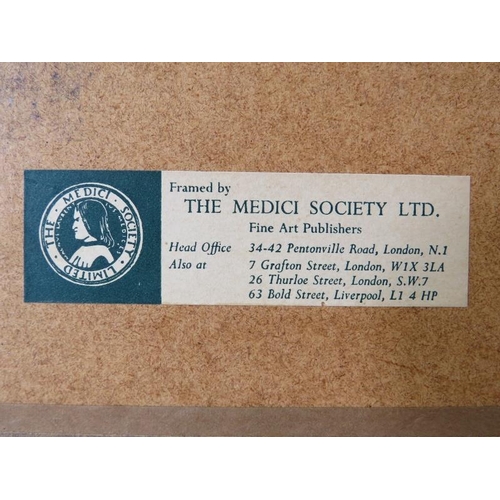 THE MEDICI SOCIETY LIMITED
Framed by
THE MEDICI SOCIETY LTD.
Fine Art Publishers
Head Office 34-42 Pentonville Road, London, N.1
Also at 7 Grafton Street, London, W1X 3LA
26 Thurloe Street, London, S.W.7
63 Bold Street, Liverpool, L1 4 HP